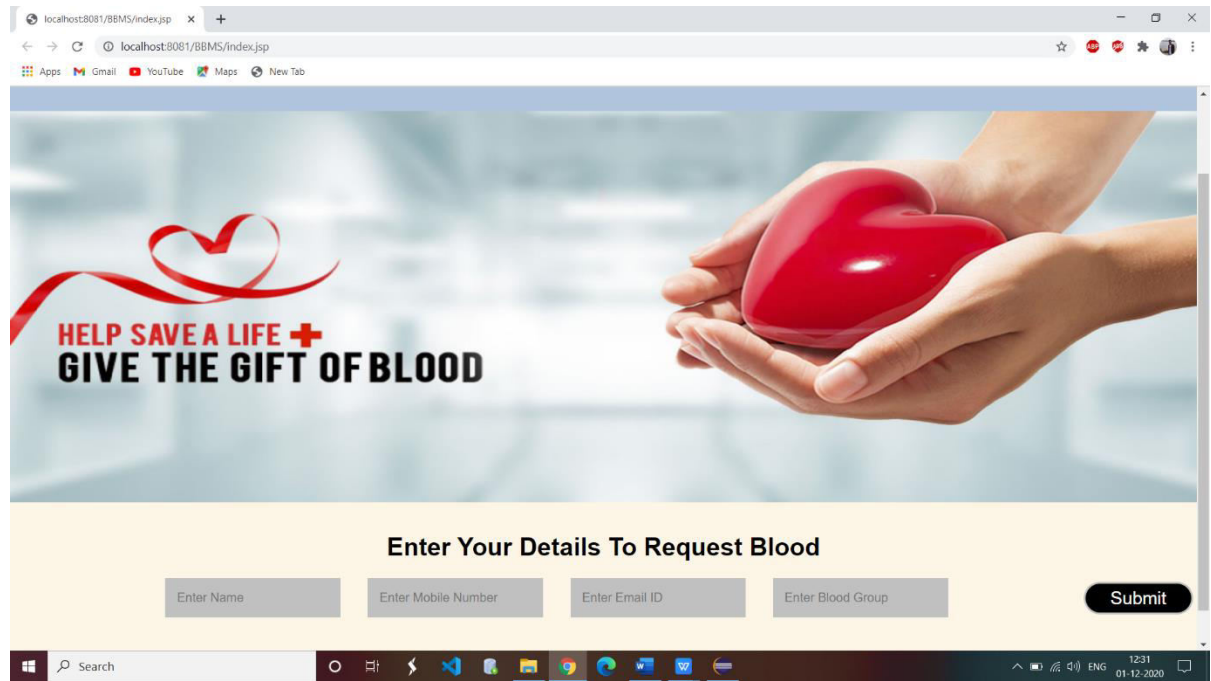 localhost:8081/BBMS/index.jsp
localhost:8081/BBMS/index.jsp
ABP
Apps Gmail YouTube Maps New Tab
HELP SAVE A LIFE
GIVE THE GIFT OF BLOOD
Enter Your Details To Request Blood
Enter Name Enter Mobile Number Enter Email ID Enter Blood Group Submit
Search
ENG 12:31
01-12-2020